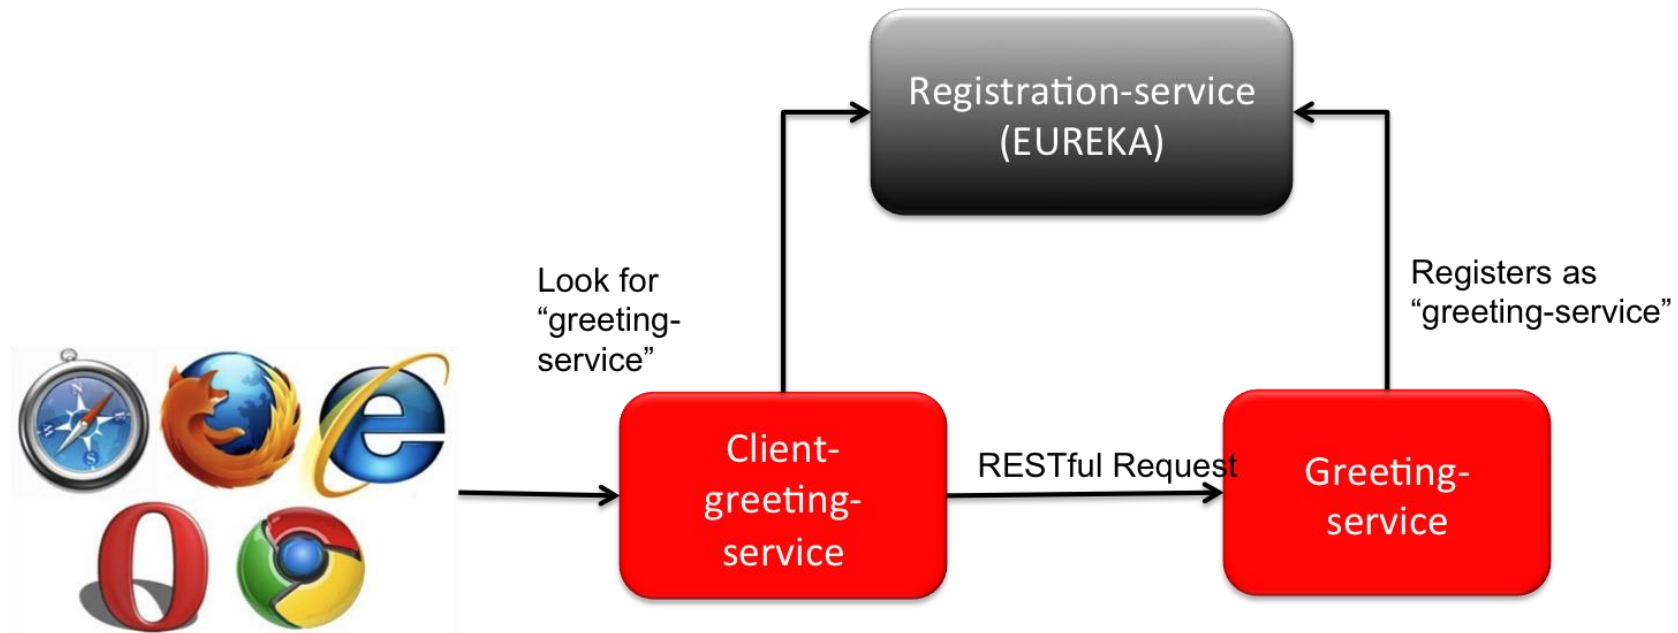 Registration-service
(EUREKA)
Look for
“greeting-
service”
Registers as
“greeting-service”
Client-
greeting-
service
RESTful Request
Greeting-
service
N
E
S
W